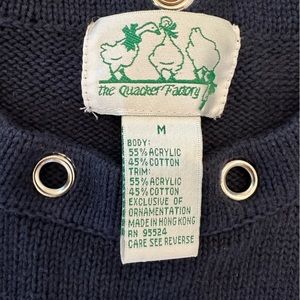 the Quacker Factory
M
BODY:
55% ACRYLIC
45% COTTON
TRIM:
55% ACRYLIC
45% COTTON
EXCLUSIVE OF
ORNAMENTATION
MADE IN HONG KONG
RN 95524
CARE SEE REVERSE